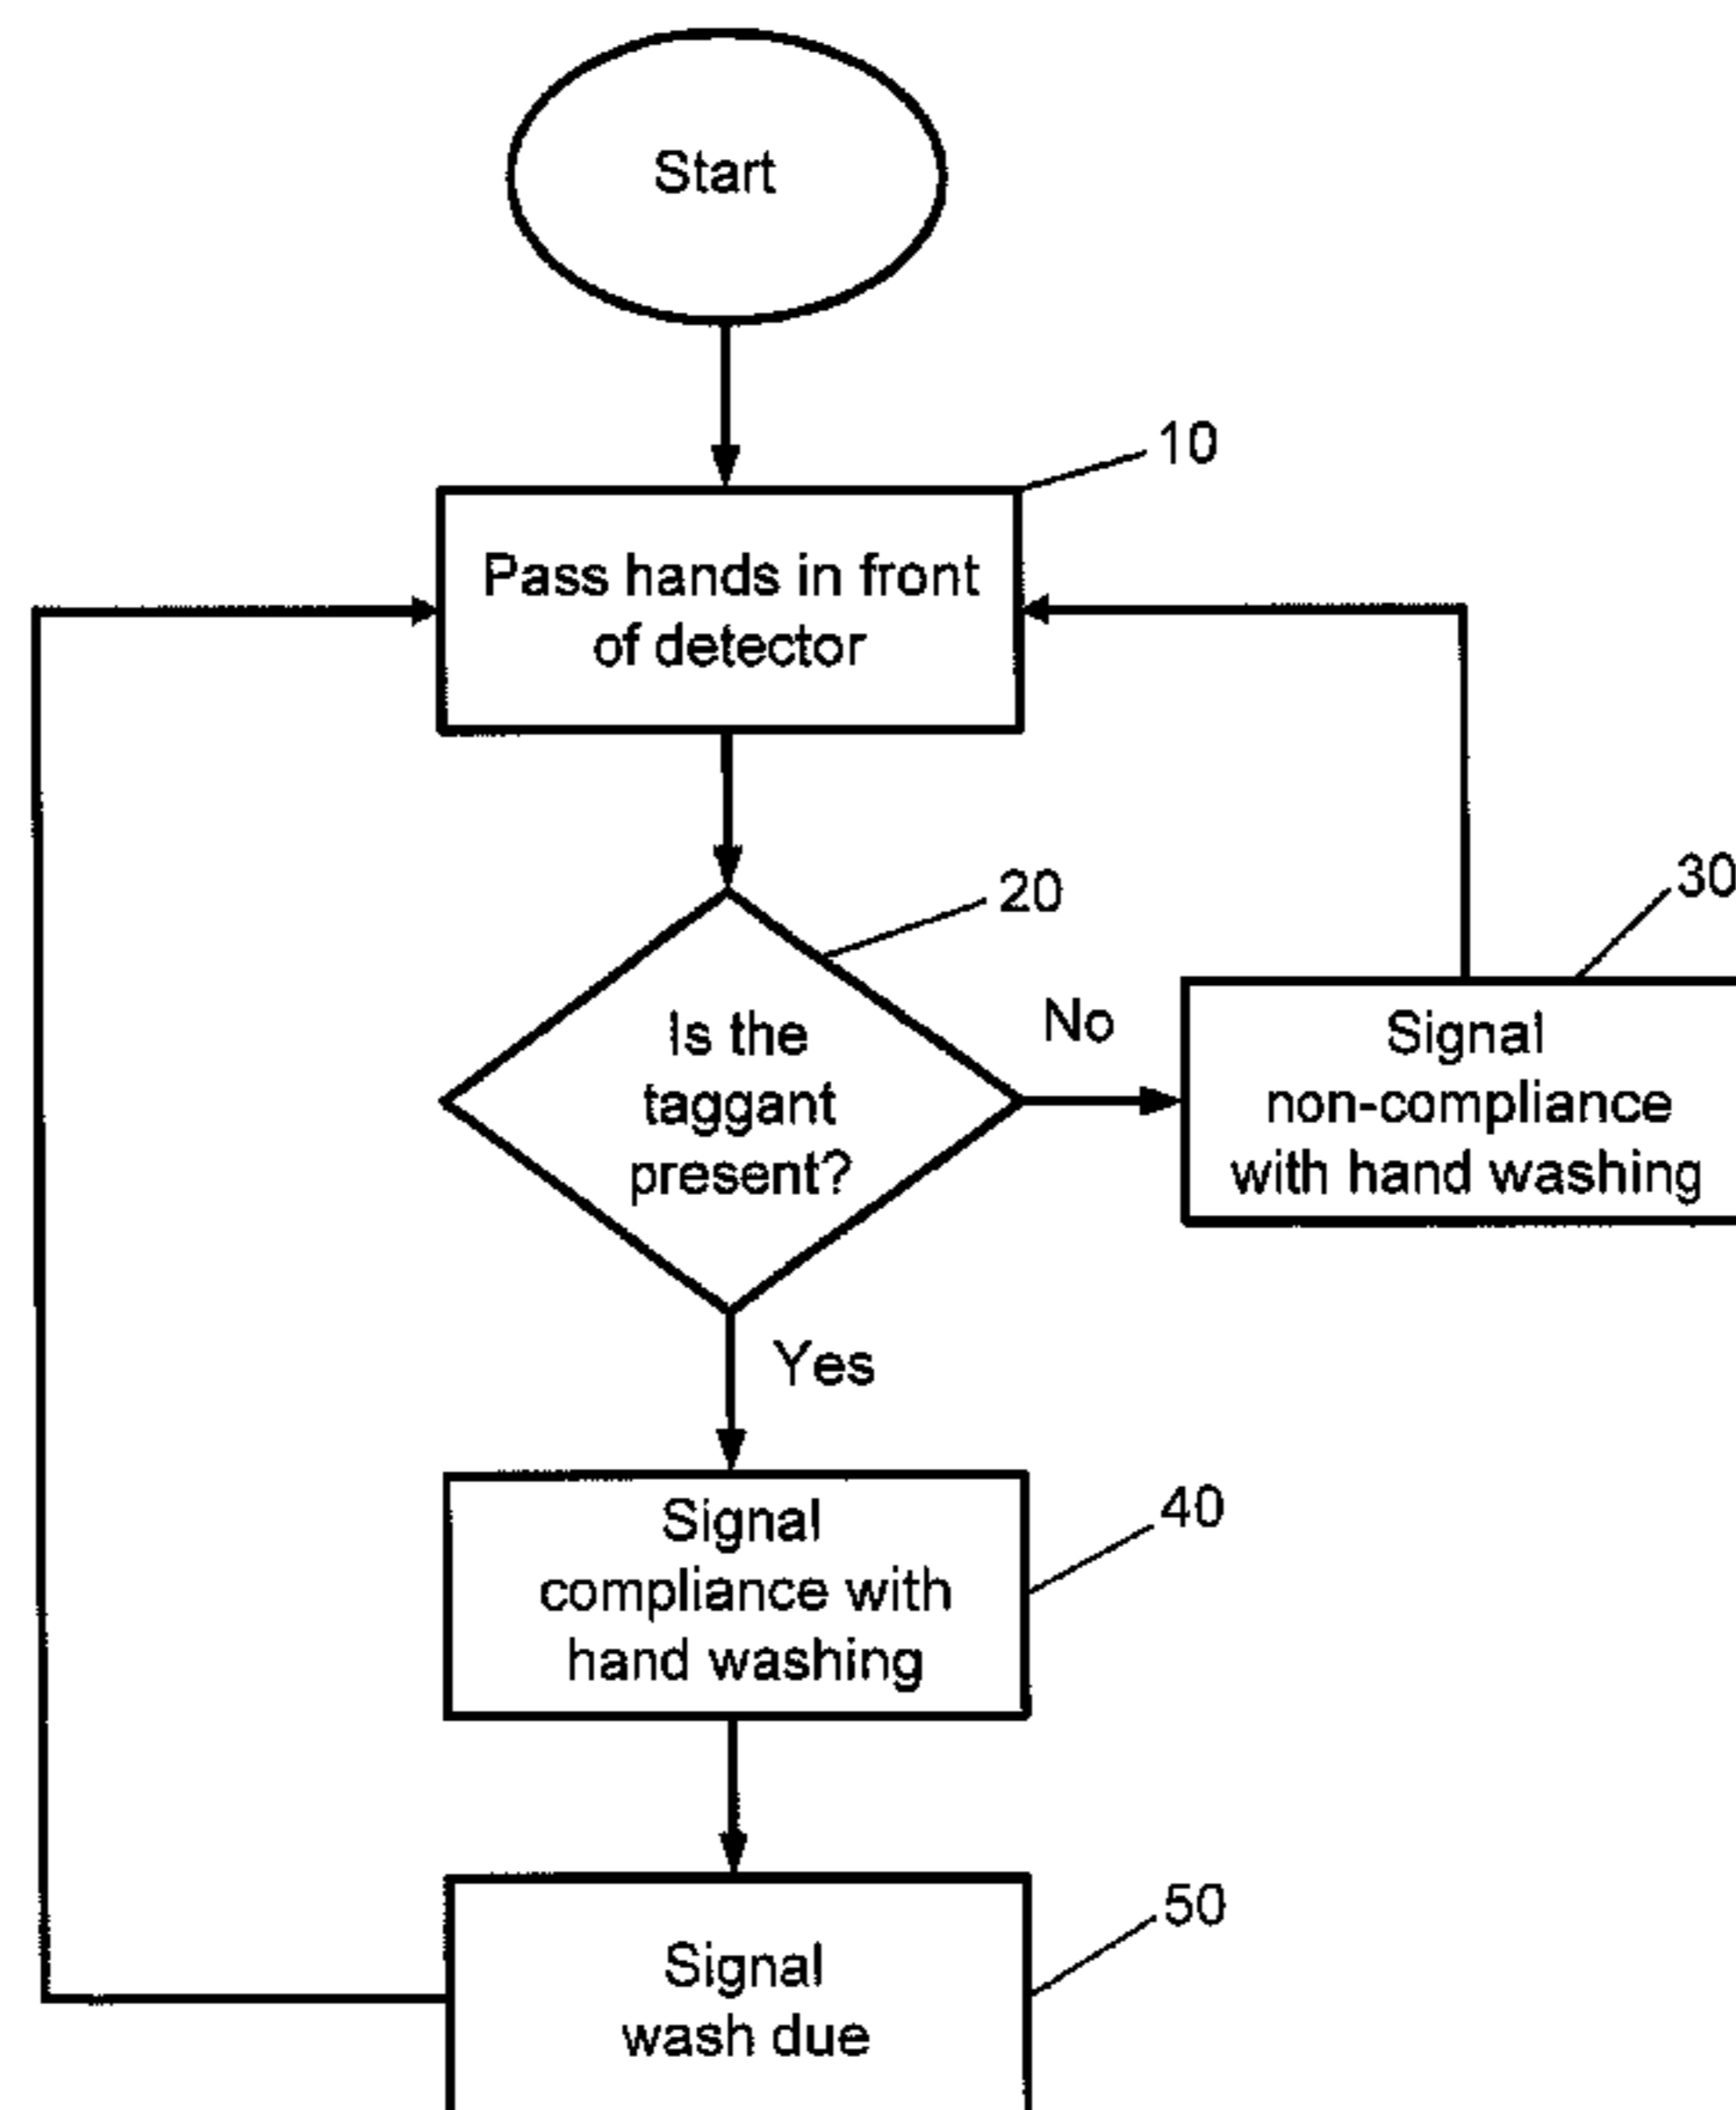 Start
10
Pass hands in front
of detector
20
30
Is the
taggant
present?
No
Signal
non-compliance
with hand washing
Yes
Signal
compliance with
hand washing
40
50
Signal
wash due